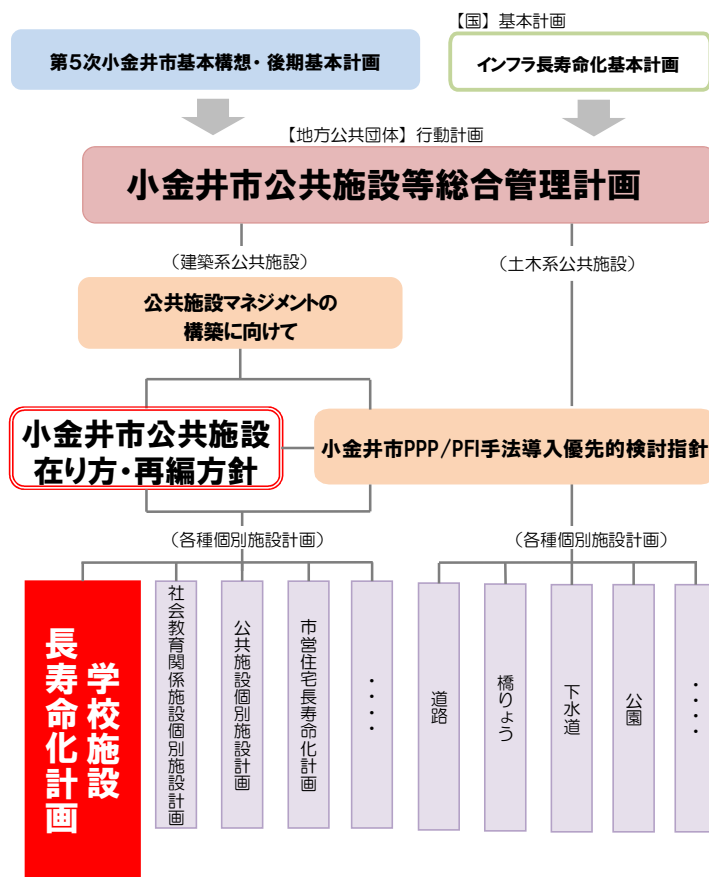 【国】基本計画
第5次小金井市基本構想・後期基本計画
インフラ長寿命化基本計画
【地方公共団体】行動計画
小金井市公共施設等総合管理計画
（建築系公共施設）
（土木系公共施設）
公共施設マネジメントの
構築に向けて
小金井市公共施設
在り方・再編方針
小金井市PPP/PFI手法導入優先的検討指針
（各種個別施設計画）
（各種個別施設計画）
学校施設
長寿命化計画
社会教育関係施設個別施設計画
公共施設個別施設計画
市営住宅長寿命化計画
・・・・
道路
橋りょう
下水道
公園
・・・・